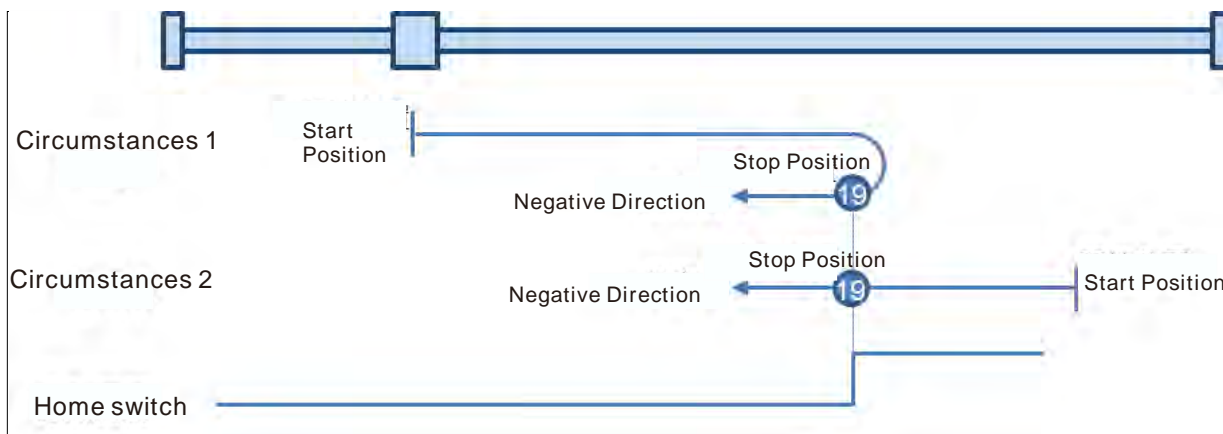 Circumstances 1
Start
Position
Stop Position
19
Negative Direction
Circumstances 2
Stop Position
Negative Direction
19
Start Position
Home switch